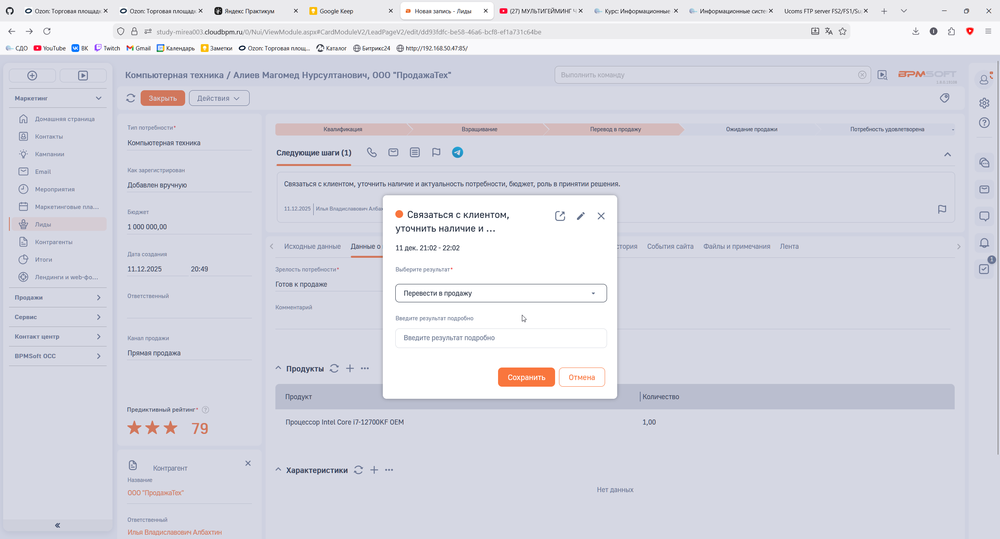 Ozon: Торговая площадк
Ozon: Торговая площадк
Яндекс Практикум
Google Keep
Новая запись - Лиды
(27) МУЛЬТИГЕЙМИНГ Ч
Курс: Информационные
Информационные систе
Ucoms FTP server FS2/FS1/Su
study-mirea003.cloudbpm.ru/0/Nui/ViewModule.aspx#CardModuleV2/LeadPageV2/edit/dd93fdfc-be58-46a6-bcf8-ef1a731c64be
СДО
YouTube
ВК
Twitch
Gmail
31
Календарь
Заметки
Ozon: Торговая площ...
Каталог
Битрикс24
http://192.168.50.47:85/
Компьютерная техника / Алиев Магомед Нурсултанович, ООО "ПродажаТех"
Выполнить команду
BPMSOFT
1.8.0.19108
Закрыть
Действия
Маркетинг
Домашняя страница
Контакты
Кампании
Email
Мероприятия
Маркетинговые пла...
Лиды
Контрагенты
Итоги
Лендинги и web-фо...
Продажи
Сервис
Контакт центр
BPMSoft ОСС
Тип потребности*
Компьютерная техника
Как зарегистрирован
Добавлен вручную
Бюджет
1 000 000,00
Дата создания
11.12.2025 20:49
Ответственный
Канал продажи
Прямая продажа
Предиктивный рейтинг*
79
Контрагент
Название
ООО "ПродажаТех"
Ответственный
Илья Владиславович Албахтин
Квалификация
Взращивание
Перевод в продажу
Ожидание продажи
Потребность удовлетворена
Следующие шаги (1)
Связаться с клиентом, уточнить наличие и актуальность потребности, бюджет, роль в принятии решения.
11.12.2025
Илья Владиславович Албах
Исходные данные
Данные о
стория
События сайта
Файлы и примечания
Лента
Зрелость потребности*
Готов к продаже
Комментарий
Продукты
Продукт
Количество
Процессор Intel Core i7-12700KF OEM
1,00
Характеристики
Нет данных
Связаться с клиентом,
уточнить наличие и ...
11 дек. 21:02 - 22:02
Выберите результат*
Перевести в продажу
Введите результат подробно
Введите результат подробно
Сохранить
Отмена
1